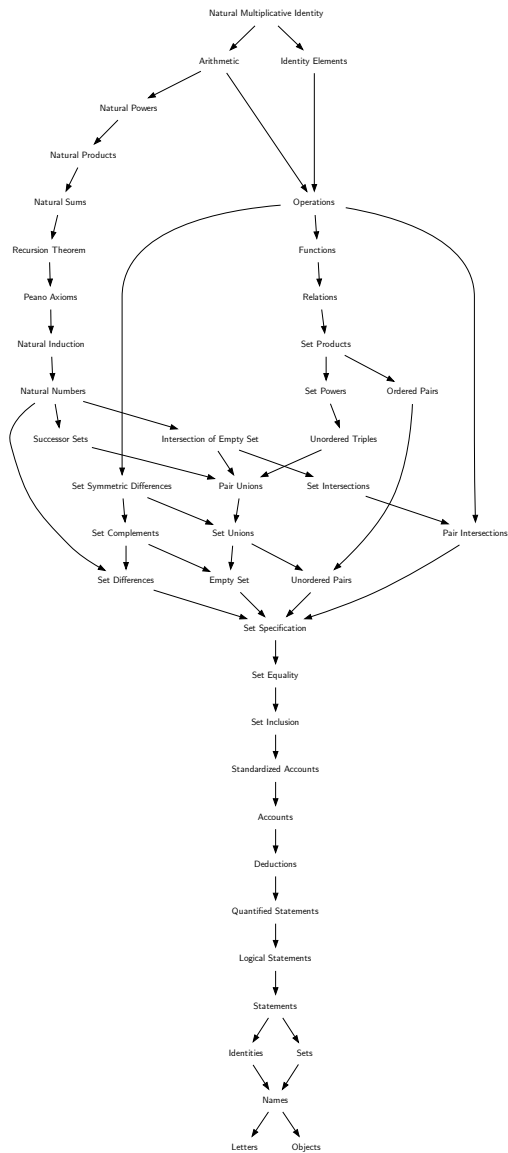 Natural Multiplicative Identity
Arithmetic
Identity Elements
Natural Powers
Natural Products
Natural Sums
Operations
Recursion Theorem
Functions
Peano Axioms
Relations
Natural Induction
Set Products
Natural Numbers
Set Powers
Ordered Pairs
Successor Sets
Intersection of Empty Set
Unordered Triples
Set Symmetric Differences
Pair Unions
Set Intersections
Set Complements
Set Unions
Pair Intersections
Set Differences
Empty Set
Unordered Pairs
Set Specification
Set Equality
Set Inclusion
Standardized Accounts
Accounts
Deductions
Quantified Statements
Logical Statements
Statements
Identities
Sets
Names
Letters
Objects